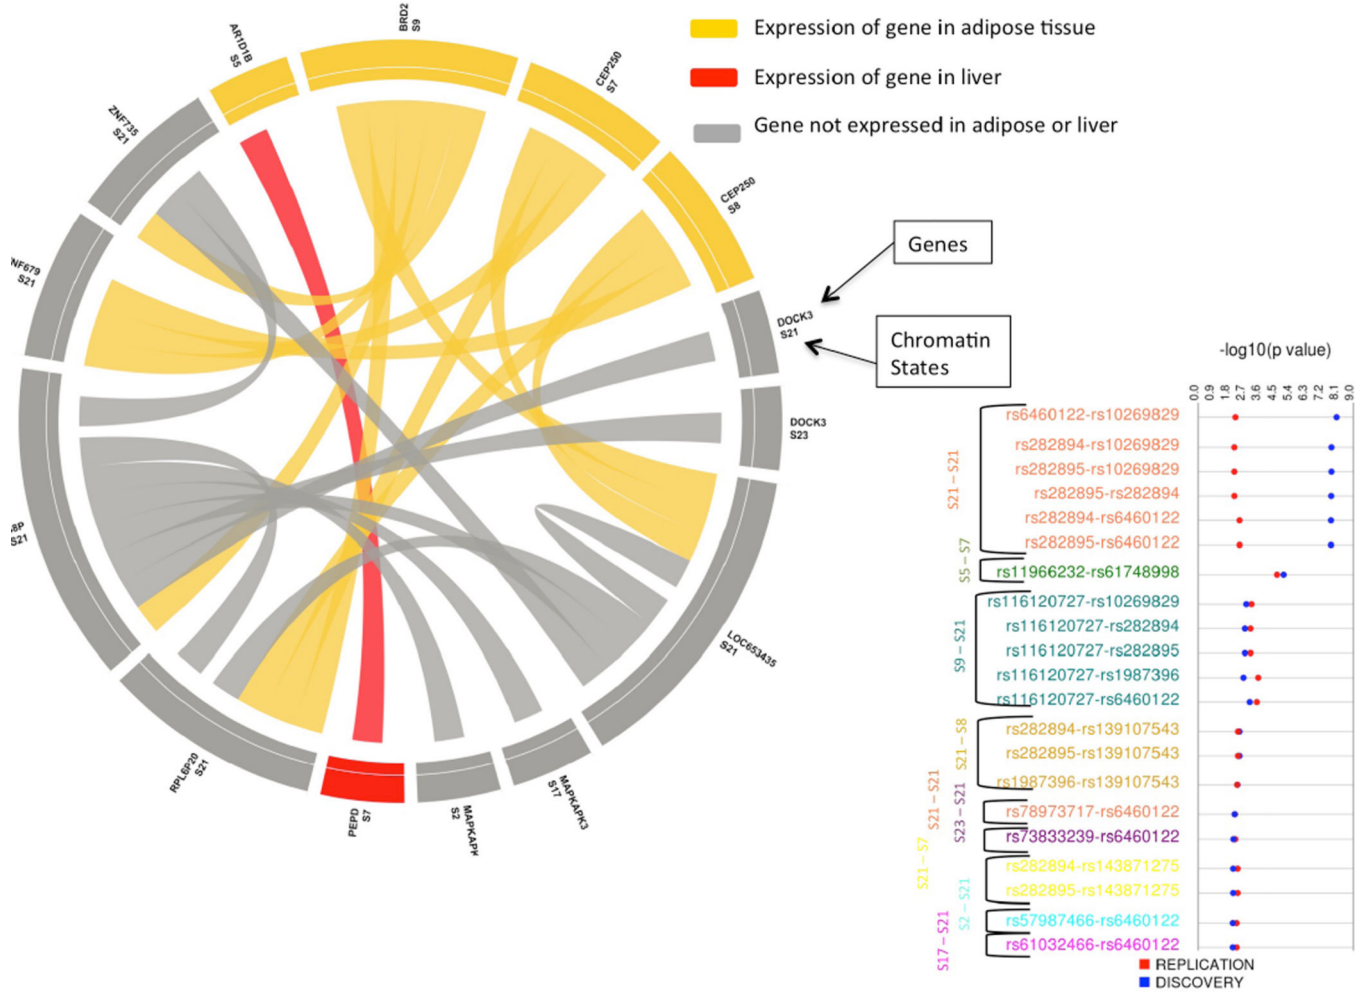 Expression of gene in adipose tissue
Expression of gene in liver
Gene not expressed in adipose or liver
BRD2
S9
AR1D1B
S5
CEP250
S7
CEP250
S8
ZNF735
S21
NF679
S21
DOCK3
S21
DOCK3
S23
8P
S21
LOC653435
S21
RPL6P20
S21
PEPD
S7
MAPKAPK
S2
MAPKAPK3
S17
Genes
Chromatin
States
-log10(p value)
0.0 0.9 1.8 2.7 3.6 4.5 5.4 6.3 7.2 8.1 9.0
S21 – S21
rs6460122-rs10269829
rs282894-rs10269829
rs282895-rs10269829
rs282895-rs282894
rs282894-rs6460122
rs282895-rs6460122
S5 – S7
rs11966232-rs61748998
S9 – S21
rs116120727-rs10269829
rs116120727-rs282894
rs116120727-rs282895
rs116120727-rs1987396
rs116120727-rs6460122
S21 – S8
rs282894-rs139107543
rs282895-rs139107543
rs1987396-rs139107543
S21 – S21
rs78973717-rs6460122
S23 – S21
rs73833239-rs6460122
S21 – S7
rs282894-rs143871275
rs282895-rs143871275
S2 – S21
rs57987466-rs6460122
S17 – S21
rs61032466-rs6460122
REPLICATION
DISCOVERY